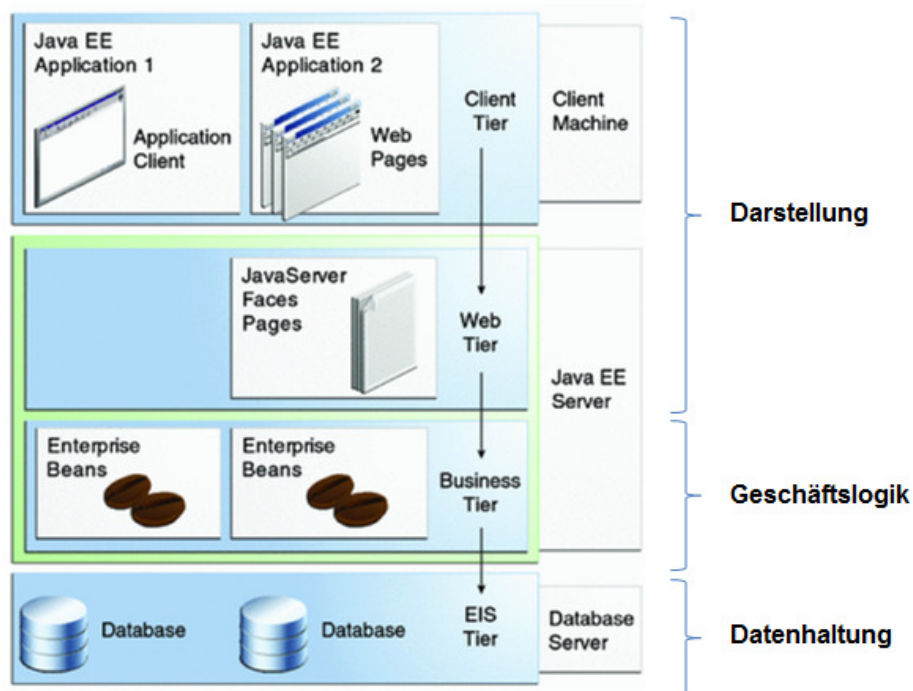 Java EE
Application 1
Application
Client
Java EE
Application 2
Web
Pages
Client
Tier
Client
Machine
Darstellung
JavaServer
Faces
Pages
Web
Tier
Java EE
Server
Enterprise
Beans
Enterprise
Beans
Business
Tier
Geschäftslogik
Database
Database
EIS
Tier
Database
Server
Datenhaltung